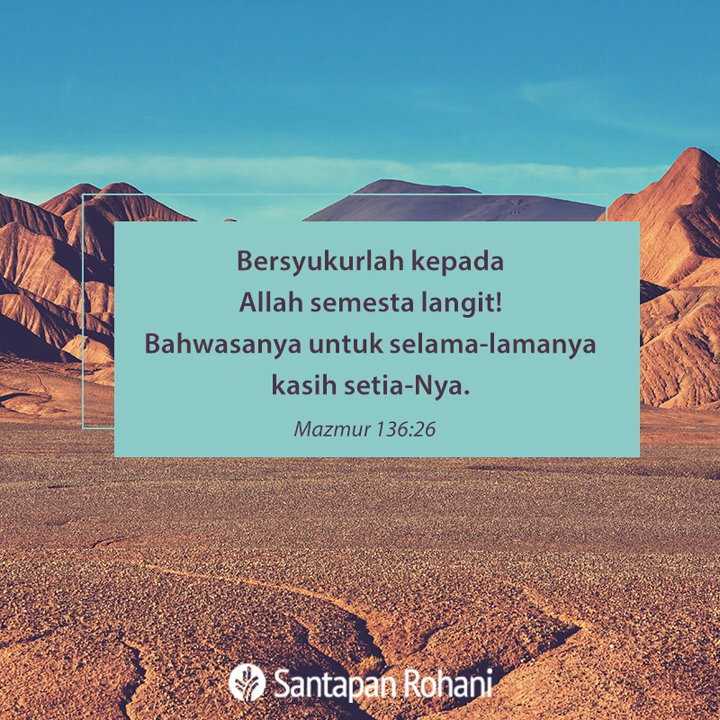 Bersyukurlah kepada
Allah semesta langit!
Bahwasanya untuk selama-lamanya
kasih setia-Nya.
Mazmur 136:26
Santapan Rohani